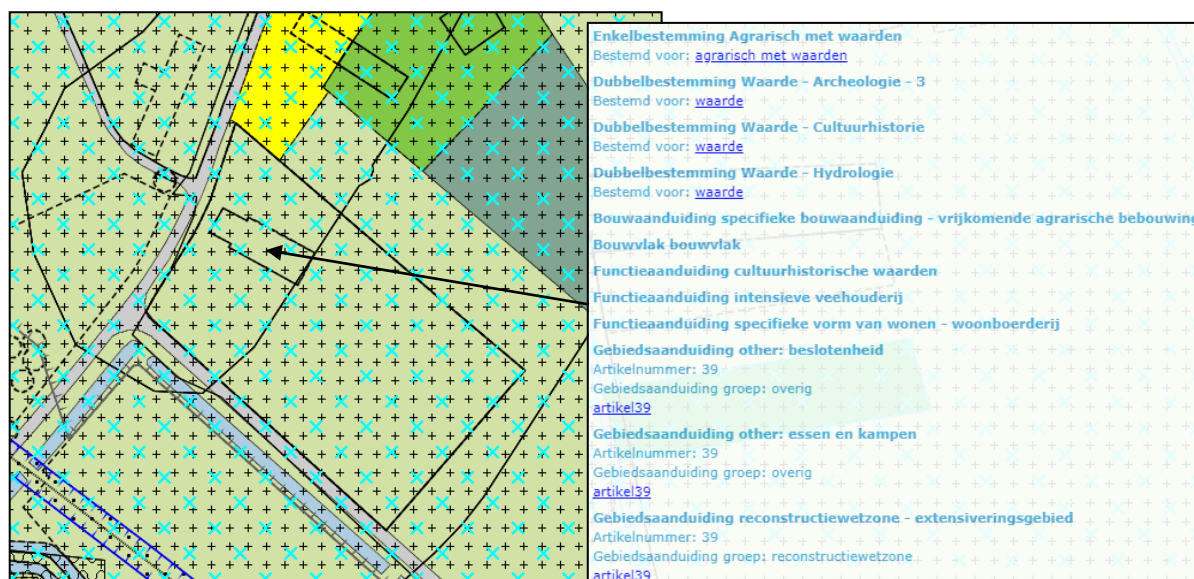 Enkelbestemming Agrarisch met waarden
Bestemd voor: agrarisch met waarden
Dubbelbestemming Waarde - Archeologie - 3
Bestemd voor: waarde
Dubbelbestemming Waarde - Cultuurhistorie
Bestemd voor: waarde
Dubbelbestemming Waarde - Hydrologie
Bestemd voor: waarde
Bouwaanduiding specifieke bouwaanduiding - vrijkomende agrarische bebouwing
Bouwvlak bouwvlak
Functieaanduiding cultuurhistorische waarden
Functieaanduiding intensieve veehouderij
Functieaanduiding specifieke vorm van wonen - woonboerderij
Gebiedsaanduiding other: beslotenheid
Artikelnummer: 39
Gebiedsaanduiding groep: overig
artikel39
Gebiedsaanduiding other: essen en kampen
Artikelnummer: 39
Gebiedsaanduiding groep: overig
artikel39
Gebiedsaanduiding reconstructiewetzone - extensiveringsgebied
Artikelnummer: 39
Gebiedsaanduiding groep: reconstructiewetzone
artikel39